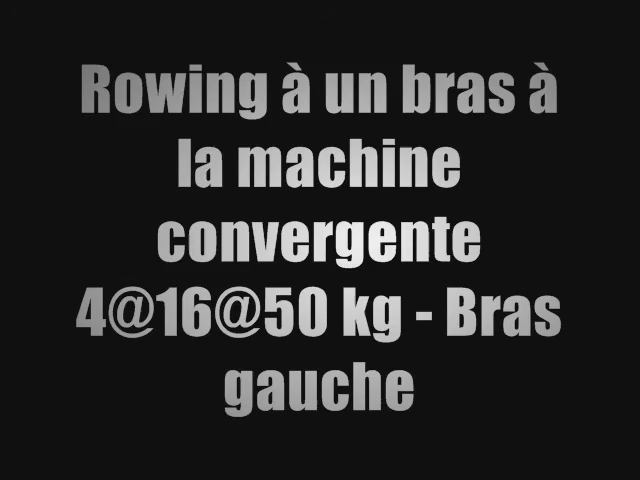 Rowing à un bras à
la machine
convergente
4@16@50 kg - Bras
gauche